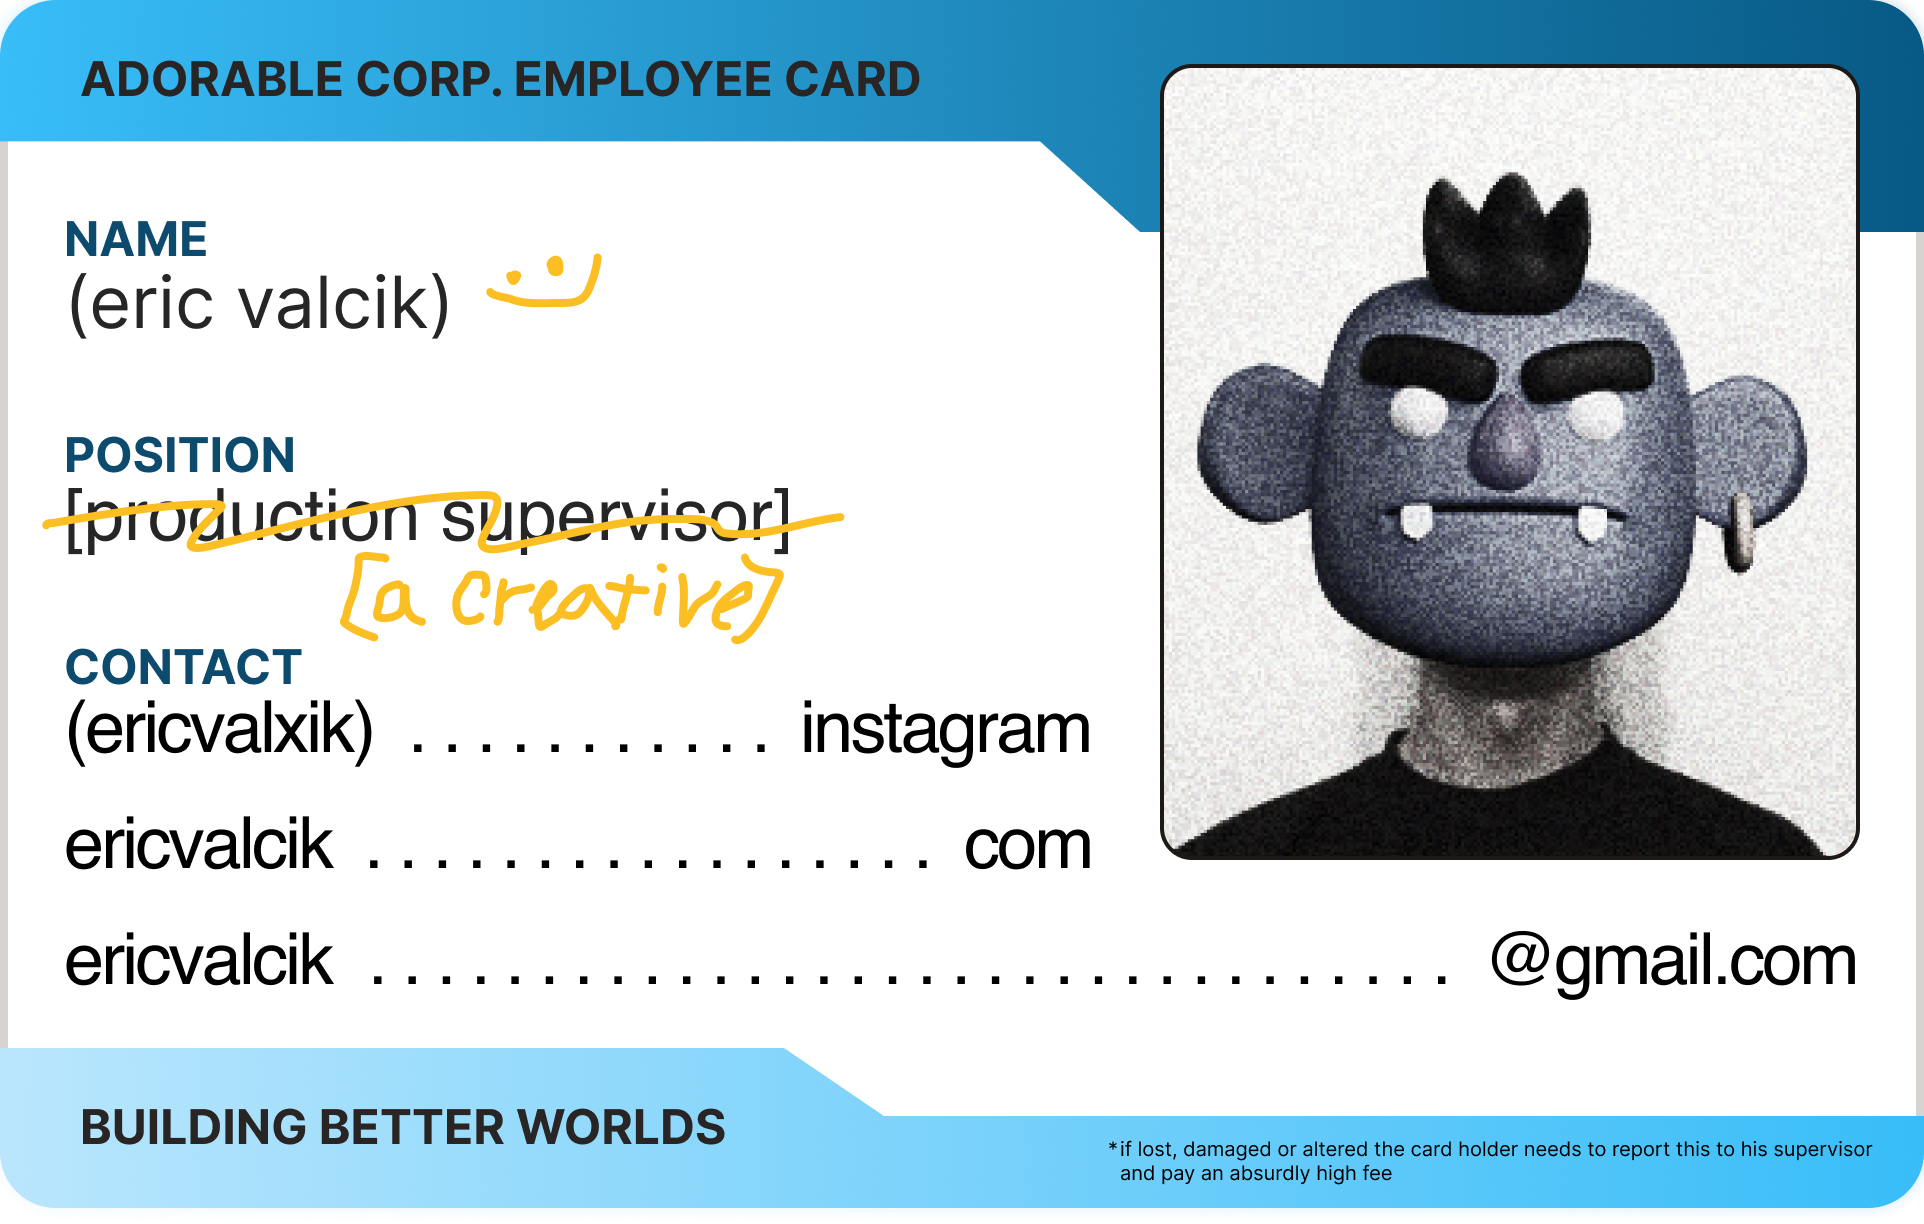 ADORABLE CORP. EMPLOYEE CARD
NAME
(eric valcik)
POSITION
[production supervisor]
[a creative]
CONTACT
(ericvalxik) . . . . . . . . . . . instagram
ericvalcik . . . . . . . . . . . . . . . . . com
ericvalcik . . . . . . . . . . . . . . . . . . . . . . . . . . . . . . . . @gmail.com
BUILDING BETTER WORLDS
*if lost, damaged or altered the card holder needs to report this to his supervisor
and pay an absurdly high fee